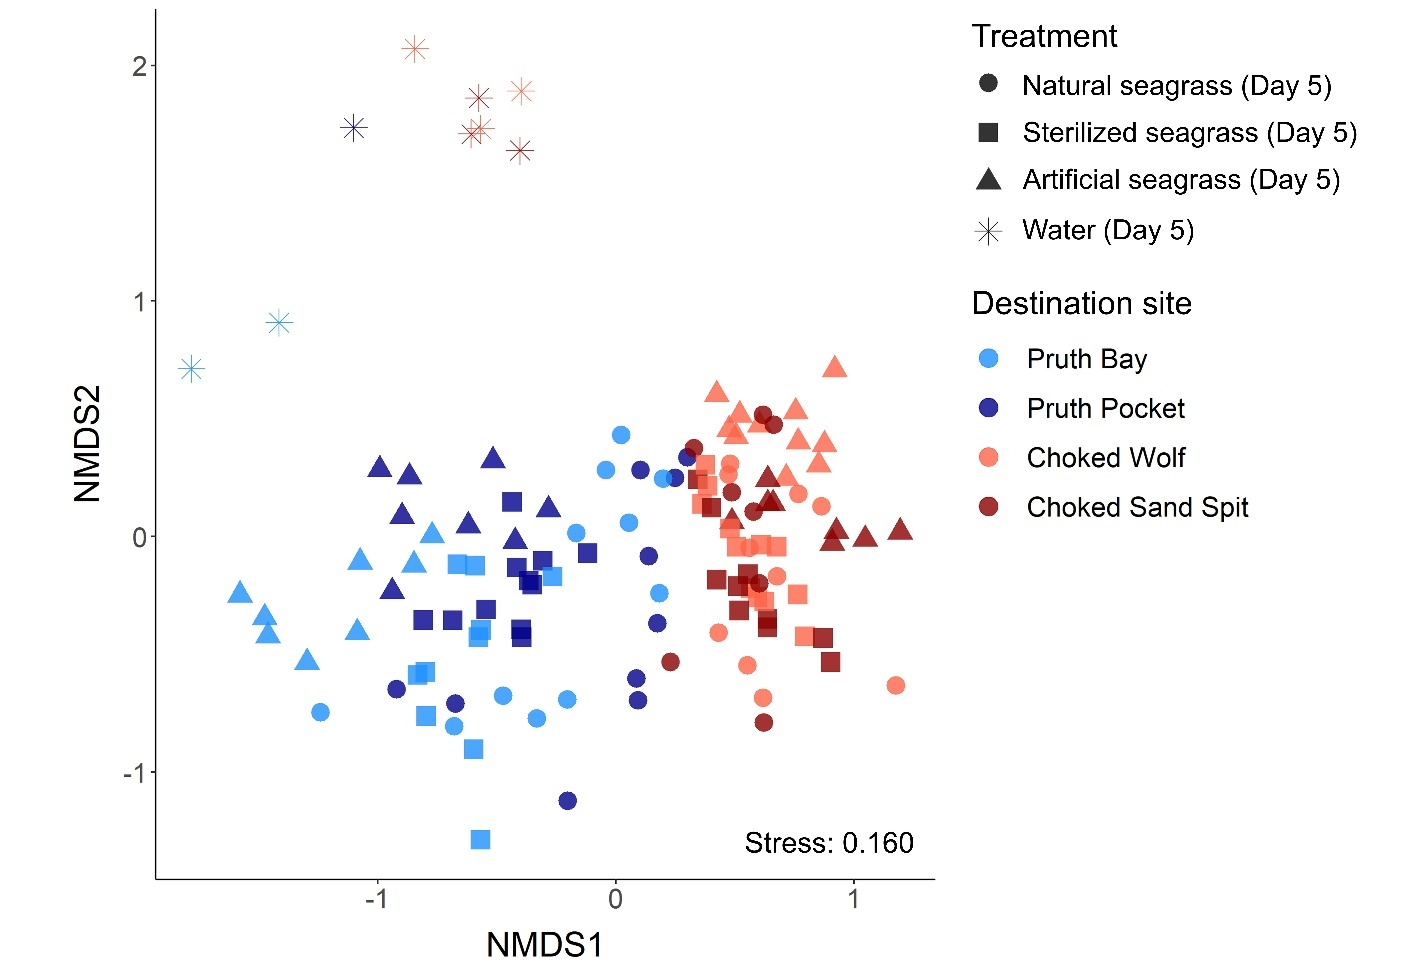 Treatment
Natural seagrass (Day 5)
Sterilized seagrass (Day 5)
Artificial seagrass (Day 5)
Water (Day 5)
Destination site
Pruth Bay
Pruth Pocket
Choked Wolf
Choked Sand Spit
2
1
0
-1
NMDS2
Stress: 0.160
-1
0
1
NMDS1